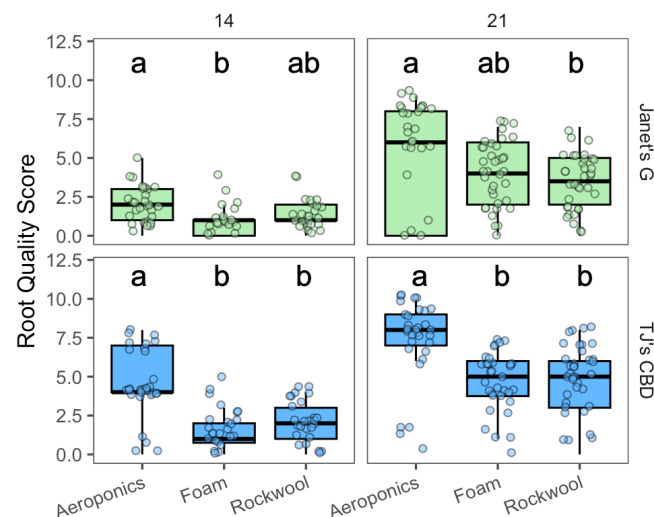 14 21
12.5
10.0
7.5
5.0
2.5
0.0
a b ab
a ab b
Janet's G
Root Quality Score
12.5
10.0
7.5
5.0
2.5
0.0
a b b
a b b
TJ's CBD
Aeroponics Foam Rockwool
Aeroponics Foam Rockwool